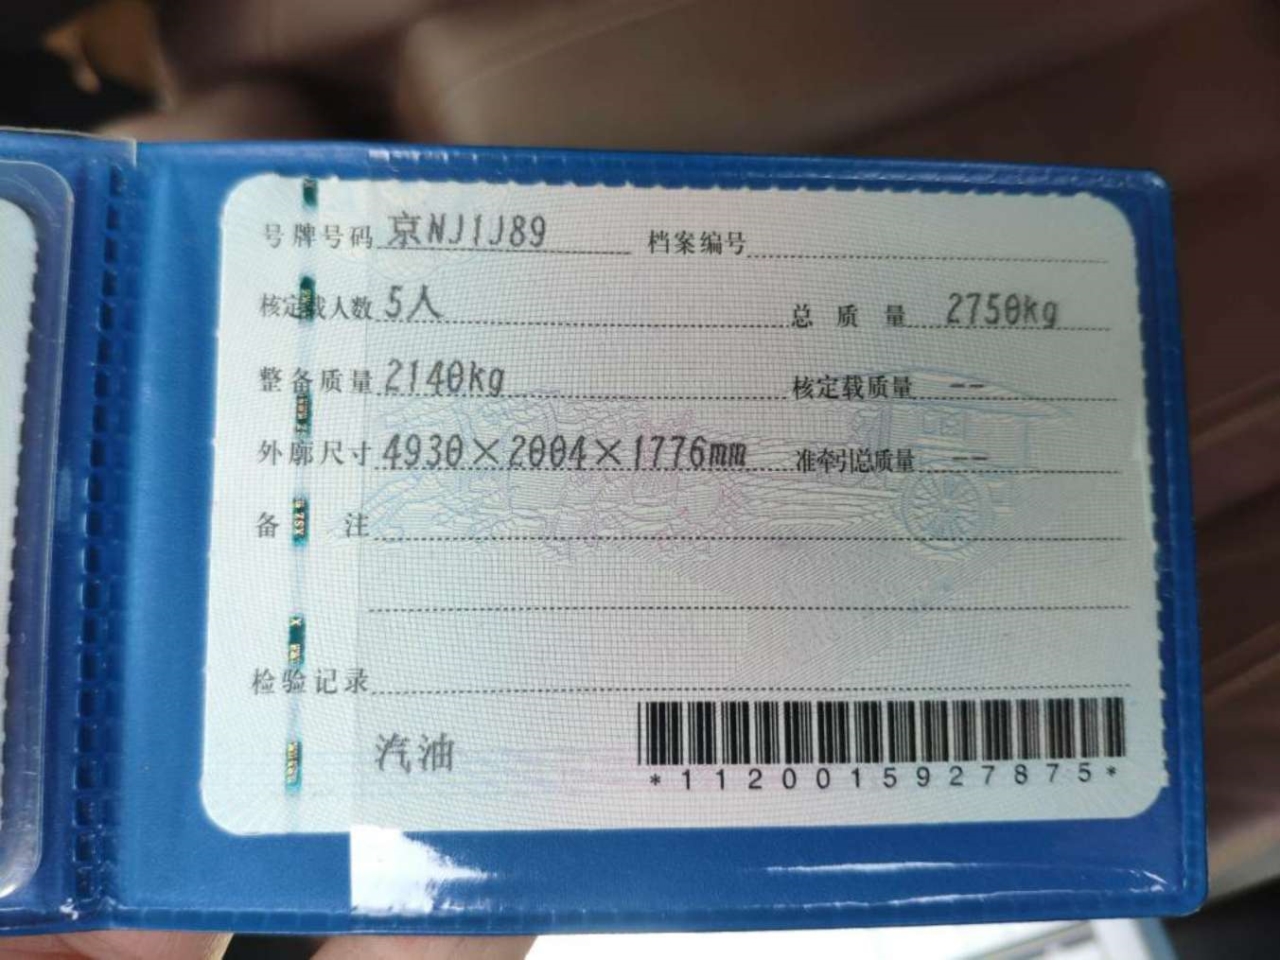 号牌号码 京NJ1J89 档案编号
核定载人数 5人 总质量 2750kg
整备质量 2140kg 核定载质量 --
外廓尺寸 4930×2004×1776mm 准牵引总质量 --
备注
检验记录
汽油
*1120015927875*